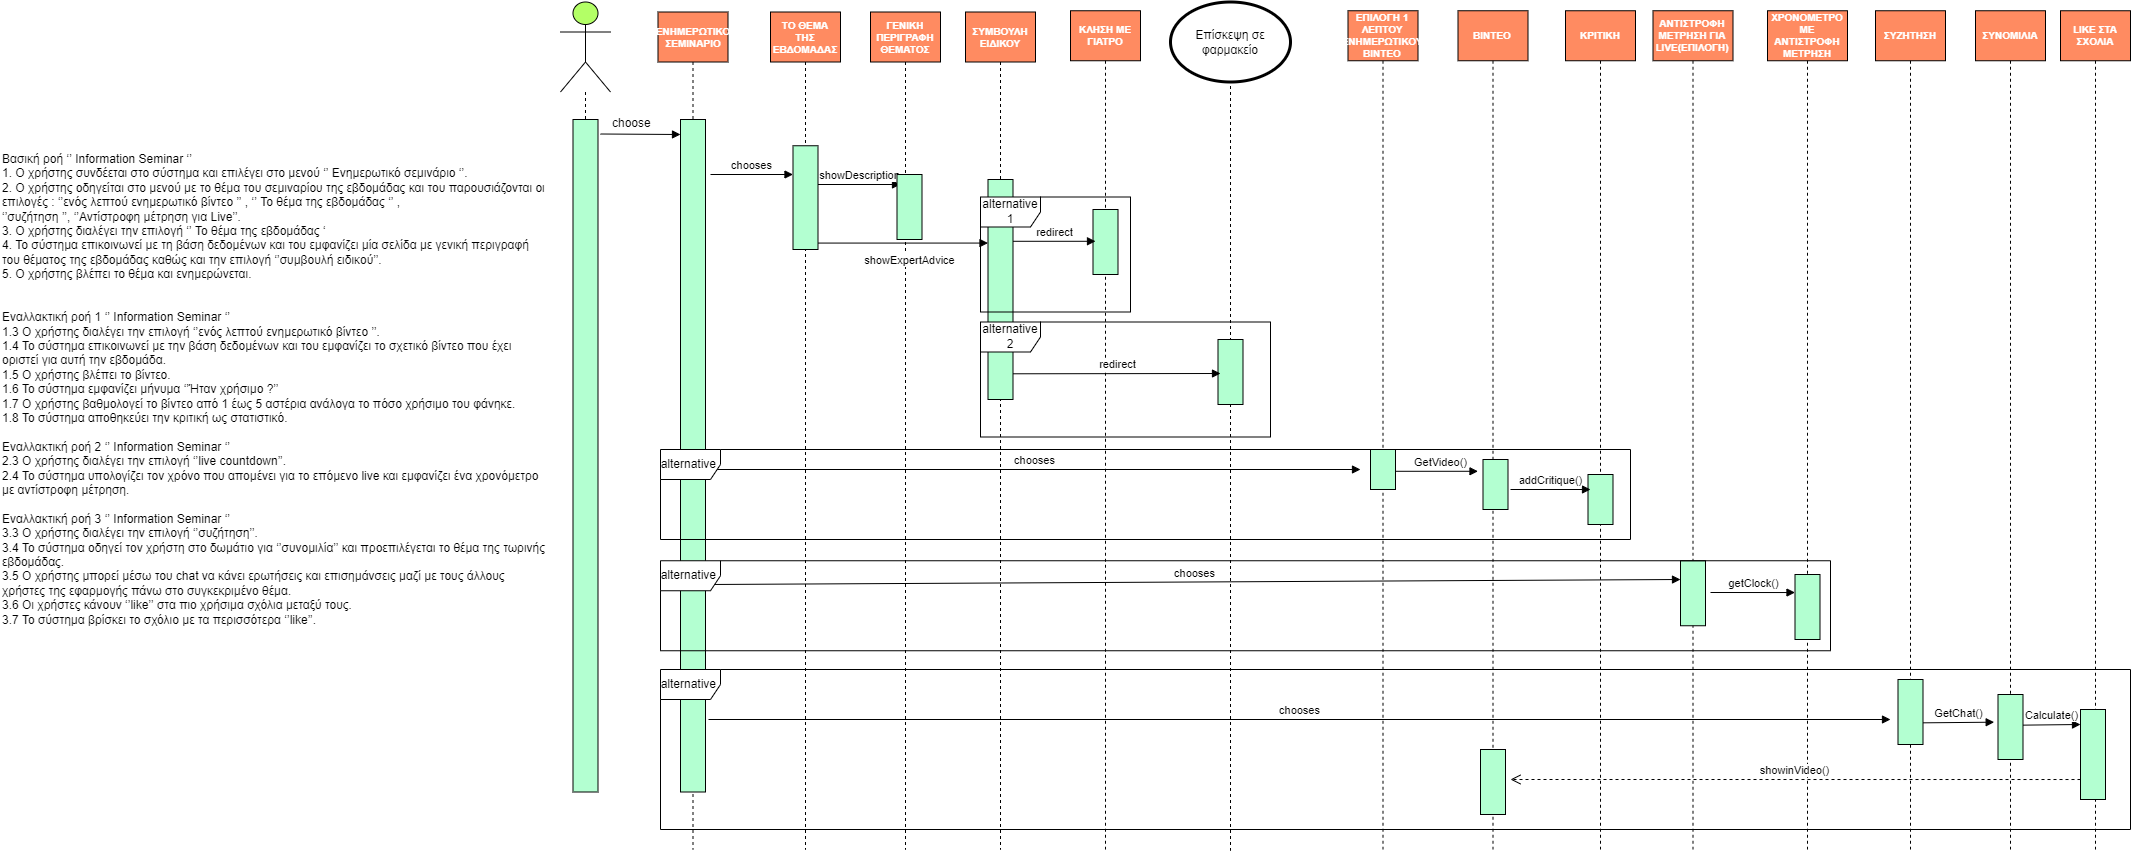 ΕΝΗΜΕΡΩΤΙΚΟ
ΣΕΜΙΝΑΡΙΟ
ΤΟ ΘΕΜΑ
ΤΗΣ
ΕΒΔΟΜΑΔΑΣ
ΓΕΝΙΚΗ
ΠΕΡΙΓΡΑΦΗ
ΘΕΜΑΤΟΣ
ΣΥΜΒΟΥΛΗ
ΕΙΔΙΚΟΥ
ΚΛΗΣΗ ΜΕ
ΓΙΑΤΡΟ
Επίσκεψη σε
φαρμακείο
ΕΠΙΛΟΓΗ 1
ΛΕΠΤΟΥ
ΕΝΗΜΕΡΩΤΙΚΟΥ
ΒΙΝΤΕΟ
ΒΙΝΤΕΟ
ΚΡΙΤΙΚΗ
ΑΝΤΙΣΤΡΟΦΗ
ΜΕΤΡΗΣΗ ΓΙΑ
LIVE(ΕΠΙΛΟΓΗ)
ΧΡΟΝΟΜΕΤΡΟ
ΜΕ
ΑΝΤΙΣΤΡΟΦΗ
ΜΕΤΡΗΣΗ
ΣΥΖΗΤΗΣΗ
ΣΥΝΟΜΙΛΙΑ
LIKE ΣΤΑ
ΣΧΟΛΙΑ
choose
chooses
showDescription
showExpertAdvice
alternative
1
redirect
alternative
2
redirect
alternative
chooses
GetVideo()
addCritique()
alternative
chooses
getClock()
alternative
chooses
GetChat()
Calculate()
showinVideo()
Βασική ροή ‘’ Information Seminar ‘’
1. Ο χρήστης συνδέεται στο σύστημα και επιλέγει στο μενού ‘’ Ενημερωτικό σεμινάριο ‘’.
2. Ο χρήστης οδηγείται στο μενού με το θέμα του σεμιναρίου της εβδομάδας και του παρουσιάζονται οι
επιλογές : ‘’ενός λεπτού ενημερωτικό βίντεο ’’ , ‘’ Το θέμα της εβδομάδας ‘’ ,
‘’συζήτηση ’’, ‘’Αντίστροφη μέτρηση για Live’’.
3. Ο χρήστης διαλέγει την επιλογή ‘’ Το θέμα της εβδομάδας ‘
4. Το σύστημα επικοινωνεί με τη βάση δεδομένων και του εμφανίζει μία σελίδα με γενική περιγραφή
του θέματος της εβδομάδας καθώς και την επιλογή ‘’συμβουλή ειδικού’’.
5. Ο χρήστης βλέπει το θέμα και ενημερώνεται.
Εναλλακτική ροή 1 ‘’ Information Seminar ‘’
1.3 Ο χρήστης διαλέγει την επιλογή ‘’ενός λεπτού ενημερωτικό βίντεο ’’.
1.4 Το σύστημα επικοινωνεί με την βάση δεδομένων και του εμφανίζει το σχετικό βίντεο που έχει
οριστεί για αυτή την εβδομάδα.
1.5 Ο χρήστης βλέπει το βίντεο.
1.6 Το σύστημα εμφανίζει μήνυμα ‘’Ήταν χρήσιμο ?’’
1.7 Ο χρήστης βαθμολογεί το βίντεο από 1 έως 5 αστέρια ανάλογα το πόσο χρήσιμο του φάνηκε.
1.8 Το σύστημα αποθηκεύει την κριτική ως στατιστικό.
Εναλλακτική ροή 2 ‘’ Information Seminar ‘’
2.3 Ο χρήστης διαλέγει την επιλογή ‘’live countdown’’.
2.4 Το σύστημα υπολογίζει τον χρόνο που απομένει για το επόμενο live και εμφανίζει ένα χρονόμετρο
με αντίστροφη μέτρηση.
Εναλλακτική ροή 3 ‘’ Information Seminar ‘’
3.3 Ο χρήστης διαλέγει την επιλογή ‘’συζήτηση’’.
3.4 Το σύστημα οδηγεί τον χρήστη στο δωμάτιο για ‘’συνομιλία’’ και προεπιλέγεται το θέμα της τωρινής
εβδομάδας.
3.5 Ο χρήστης μπορεί μέσω του chat να κάνει ερωτήσεις και επισημάνσεις μαζί με τους άλλους
χρήστες της εφαρμογής πάνω στο συγκεκριμένο θέμα.
3.6 Οι χρήστες κάνουν ‘’like’’ στα πιο χρήσιμα σχόλια μεταξύ τους.
3.7 Το σύστημα βρίσκει το σχόλιο με τα περισσότερα ‘’like’’.